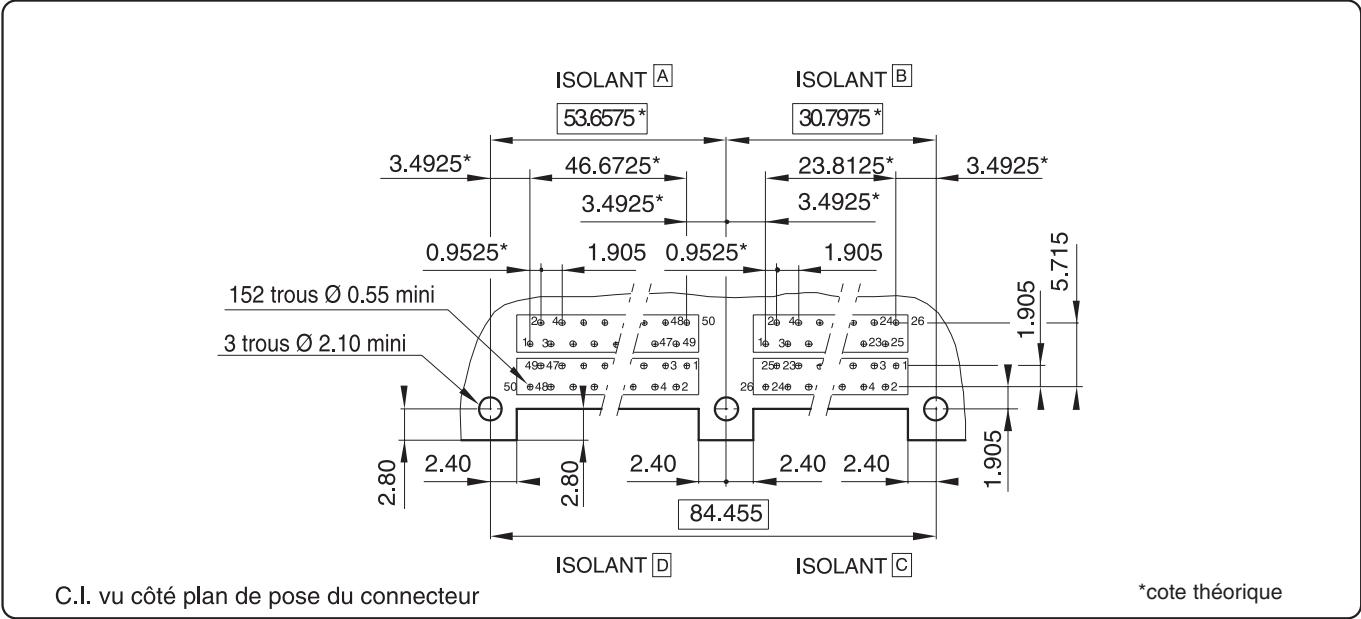 ISOLANT A ISOLANT B
53.6575 * 30.7975 *
3.4925* 46.6725* 23.8125* 3.4925*
3.4925* 3.4925*
0.9525* 1.905 0.9525* 1.905 5.715
152 trous Ø 0.55 mini
1.905
2 4 48 50 2 4 24 26
3 trous Ø 2.10 mini
1 3 47 49 1 3 23 25
49 47 3 1 25 23 3 1
50 48 4 2 26 24 4 2
2.80 2.40 2.80 2.40 2.40 2.40 1.905
84.455
ISOLANT D ISOLANT C
C.I. vu côté plan de pose du connecteur
*cote théorique